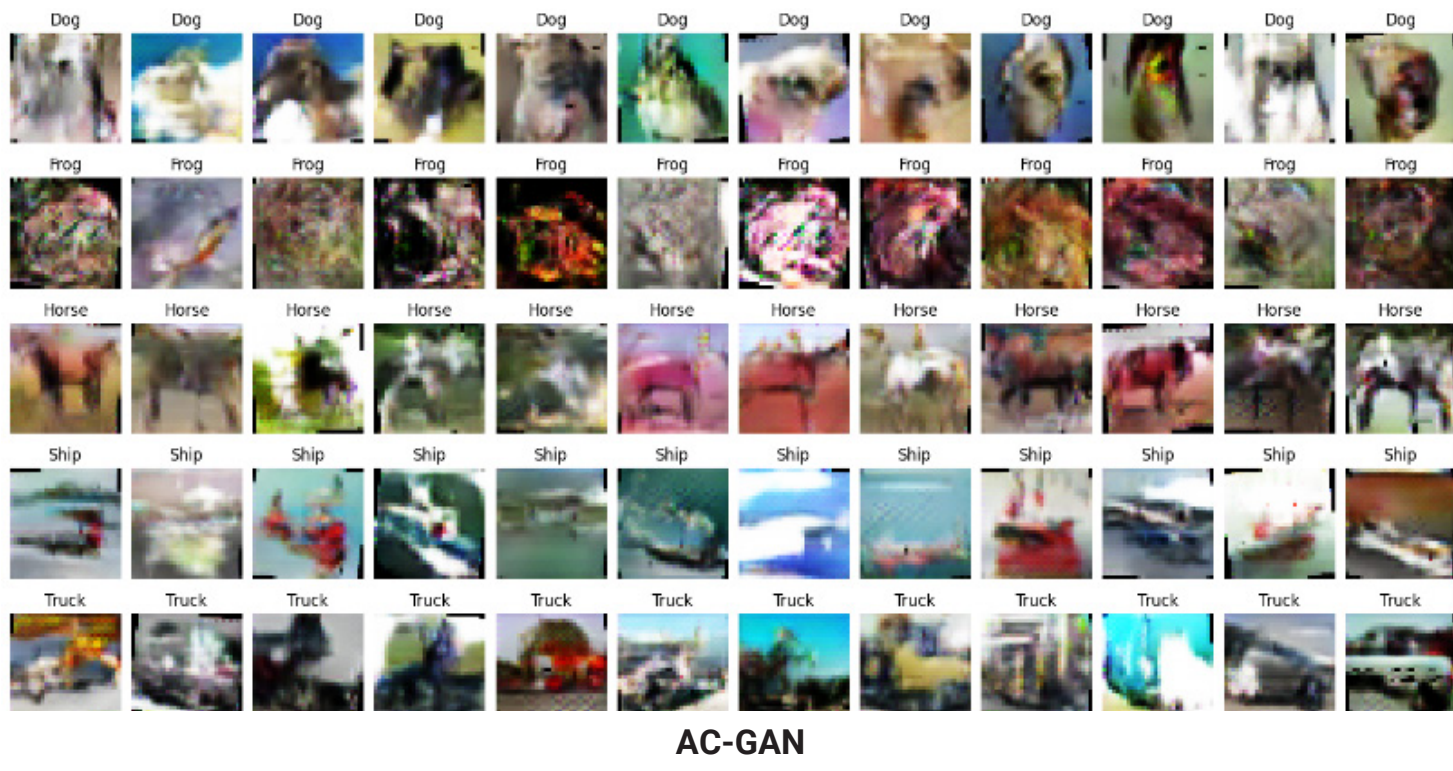 Dog Dog Dog Dog Dog Dog Dog Dog Dog Dog Dog Dog
Frog Frog Frog Frog Frog Frog Frog Frog Frog Frog Frog Frog
Horse Horse Horse Horse Horse Horse Horse Horse Horse Horse Horse Horse
Ship Ship Ship Ship Ship Ship Ship Ship Ship Ship Ship Ship
Truck Truck Truck Truck Truck Truck Truck Truck Truck Truck Truck Truck
AC-GAN